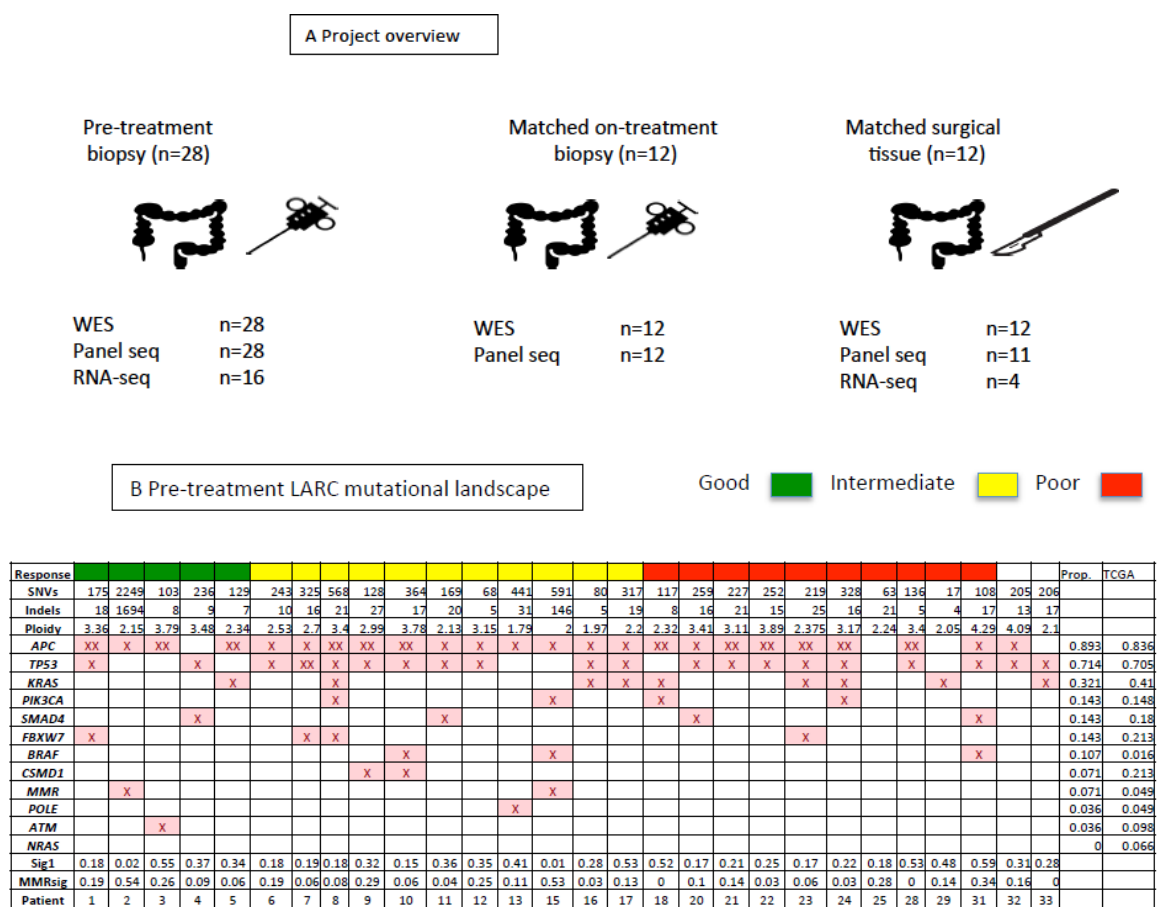 A Project overview
Pre-treatment
biopsy (n=28)
Matched on-treatment
biopsy (n=12)
Matched surgical
tissue (n=12)
WES n=28
Panel seq n=28
RNA-seq n=16
WES n=12
Panel seq n=12
WES n=12
Panel seq n=11
RNA-seq n=4
B Pre-treatment LARC mutational landscape
Good Intermediate Poor
Response Prop. TCGA
SNVs 175 2249 103 236 129 243 325 568 128 364 169 68 441 591 80 317 117 259 227 252 219 328 63 136 17 108 205 206
Indels 18 1694 8 9 7 10 16 21 27 17 20 5 31 146 5 19 8 16 21 15 25 16 21 5 4 17 13 17
Ploidy 3.36 2.15 3.79 3.48 2.34 2.53 2.7 3.4 2.99 3.78 2.13 3.15 1.79 2 1.97 2.2 2.32 3.41 3.11 3.89 2.375 3.17 2.24 3.4 2.05 4.29 4.09 2.1
APC XX X XX XX X X XX XX XX X X X X X X XX X XX XX XX XX XX X X 0.893 0.836
TP53 X X X XX X X X X X X X X X X X X X X X X 0.714 0.705
KRAS X X X X X X X X X 0.321 0.41
PIK3CA X X X X 0.143 0.148
SMAD4 X X X X 0.143 0.18
FBXW7 X X X X 0.143 0.213
BRAF X X X 0.107 0.016
CSMD1 X X 0.071 0.213
MMR X X 0.071 0.049
POLE X 0.036 0.049
ATM X 0.036 0.098
NRAS 0 0.066
Sig1 0.18 0.02 0.55 0.37 0.34 0.18 0.19 0.18 0.32 0.15 0.36 0.35 0.41 0.01 0.28 0.53 0.52 0.17 0.21 0.25 0.17 0.22 0.18 0.53 0.48 0.59 0.31 0.28
MMRsig 0.19 0.54 0.26 0.09 0.06 0.19 0.06 0.08 0.29 0.06 0.04 0.25 0.11 0.53 0.03 0.13 0 0.1 0.14 0.03 0.06 0.03 0.28 0 0.14 0.34 0.16 0
Patient 1 2 3 4 5 6 7 8 9 10 11 12 13 15 16 17 18 20 21 22 23 24 25 28 29 31 32 33